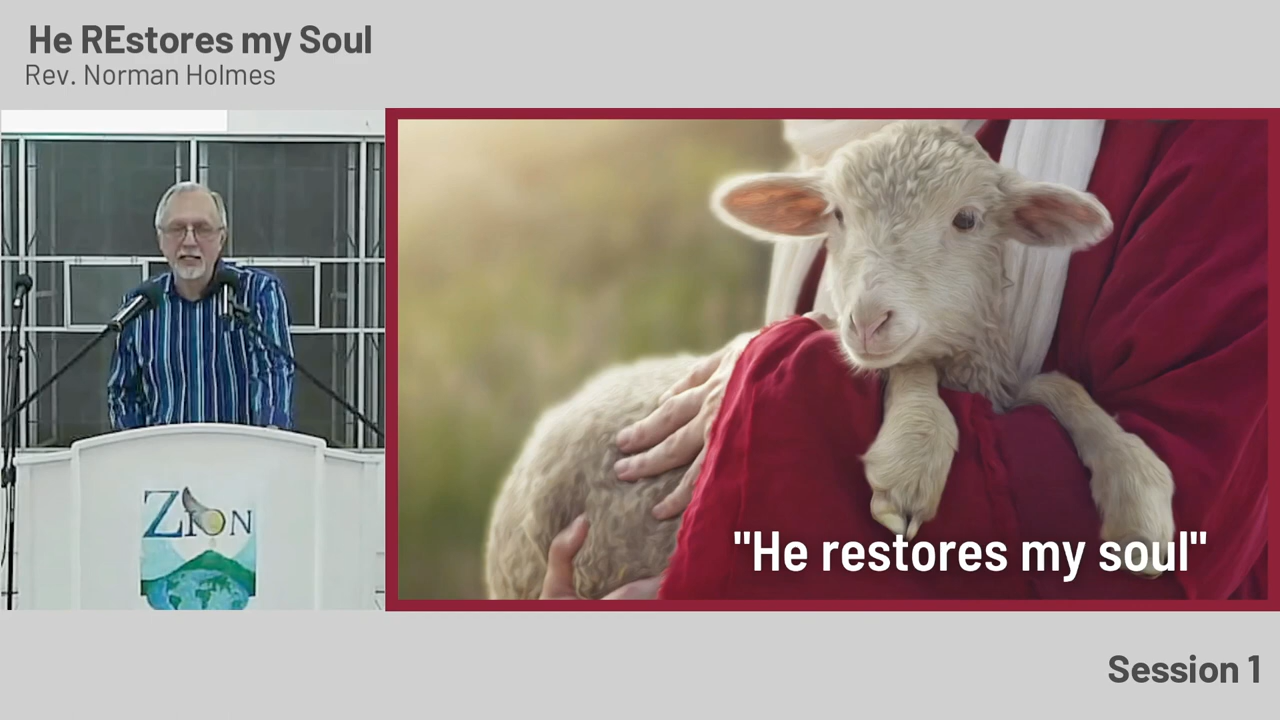 He REstores my Soul
Rev. Norman Holmes
ZION
"He restores my soul"
Session 1